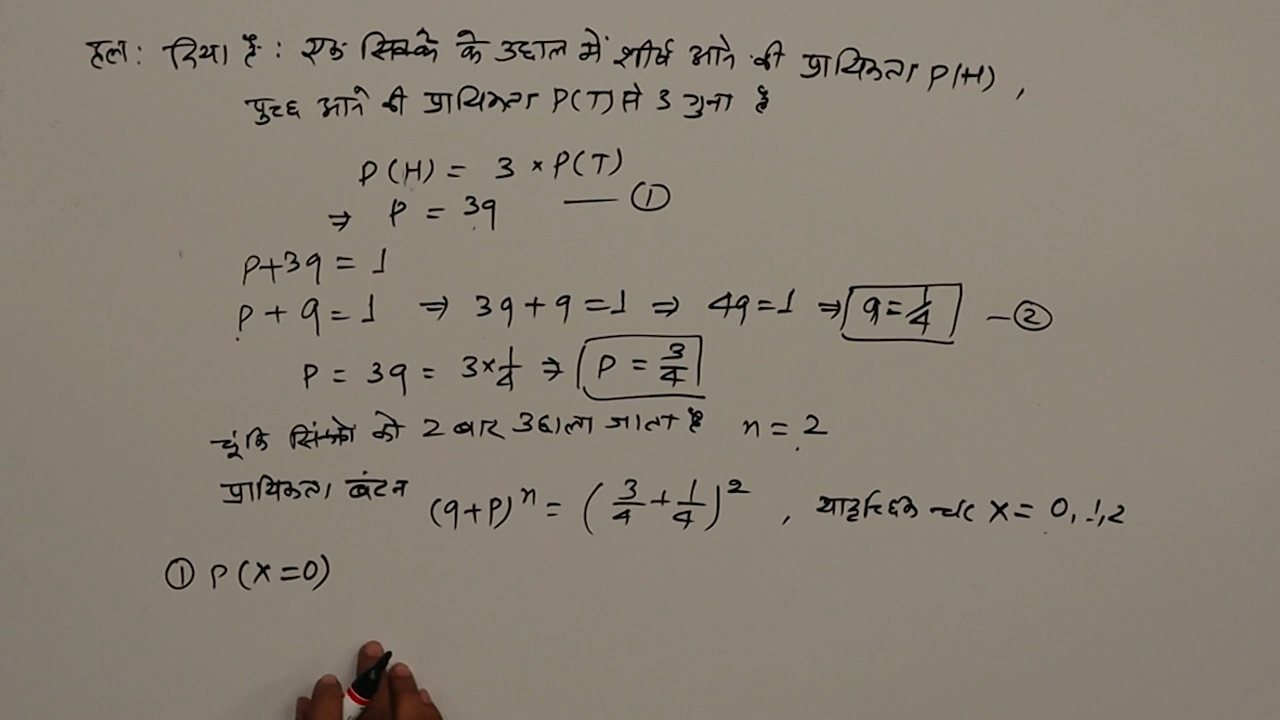 हल: दिया है: एक सिक्के के उछाल में शीर्ष आने की प्रायिकता P(H),
पुच्छ आने की प्रायिकता P(T) से 3 गुना है
P(H) = 3 × P(T)
⇒ P = 3q —— ①
P+3q = 1
P + q = 1 ⇒ 3q + q = 1 ⇒ 4q = 1 ⇒ q = 1/4 — ②
P = 3q = 3×1/4 ⇒ P = 3/4
चूंकि सिक्को को 2 बार उछाला जाता है n = 2
प्रायिकता बंटन (q+P)^n = (3/4 + 1/4)^2 , यादृच्छिक चर X = 0, 1, 2
① P(X=0)